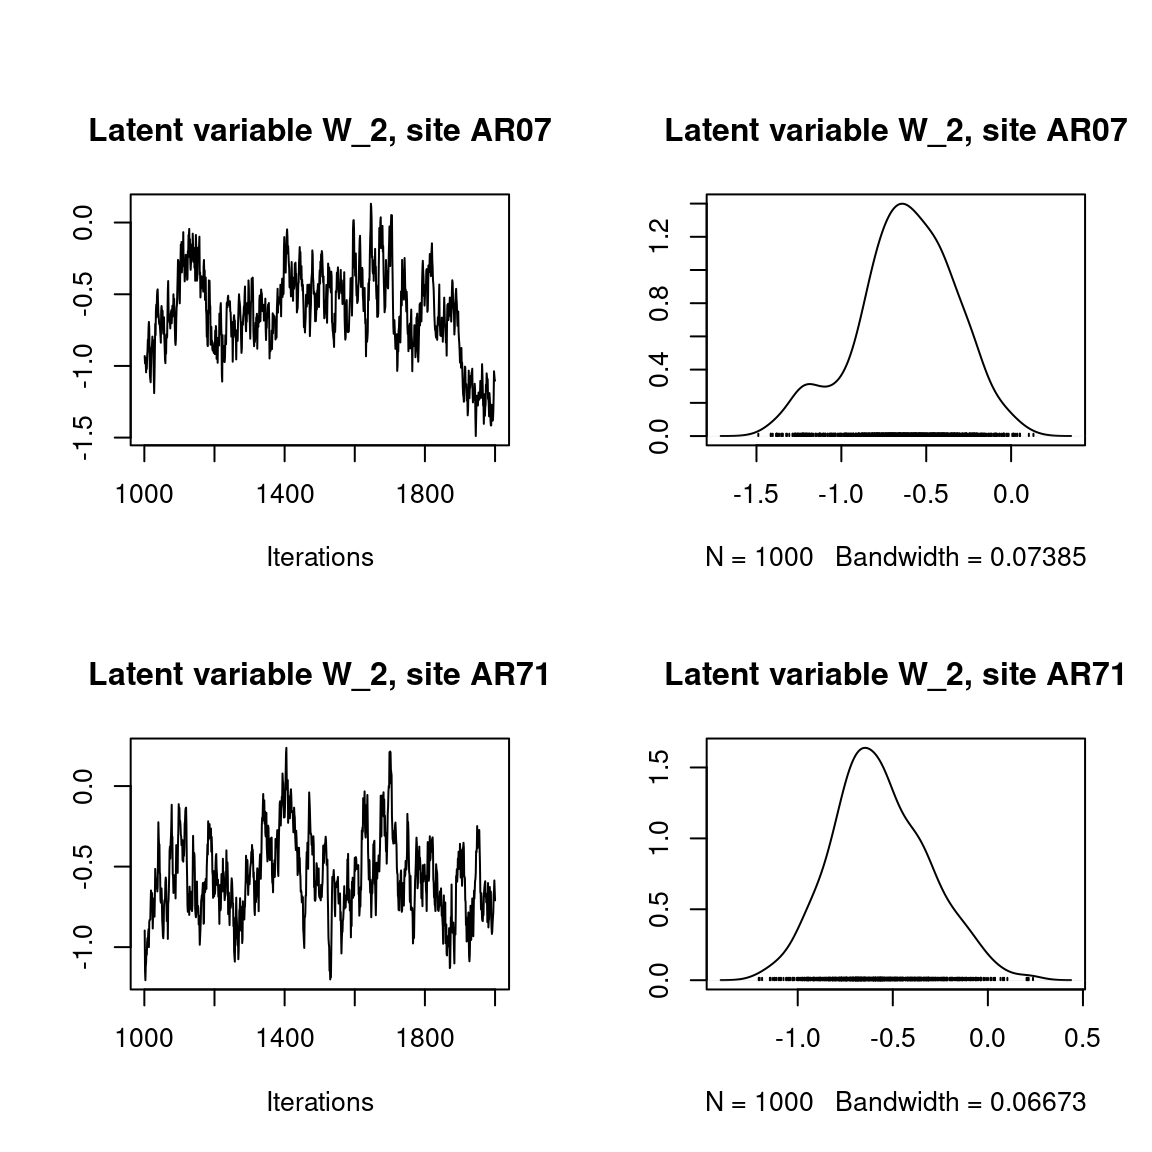 Latent variable W_2, site AR07
Latent variable W_2, site AR07
0.0
-0.5
-1.0
-1.5
1000 1400 1800
Iterations
1.2
0.8
0.4
0.0
-1.5 -1.0 -0.5 0.0
N = 1000 Bandwidth = 0.07385
Latent variable W_2, site AR71
Latent variable W_2, site AR71
0.0
-0.5
-1.0
1000 1400 1800
Iterations
1.5
1.0
0.5
0.0
-1.0 -0.5 0.0 0.5
N = 1000 Bandwidth = 0.06673